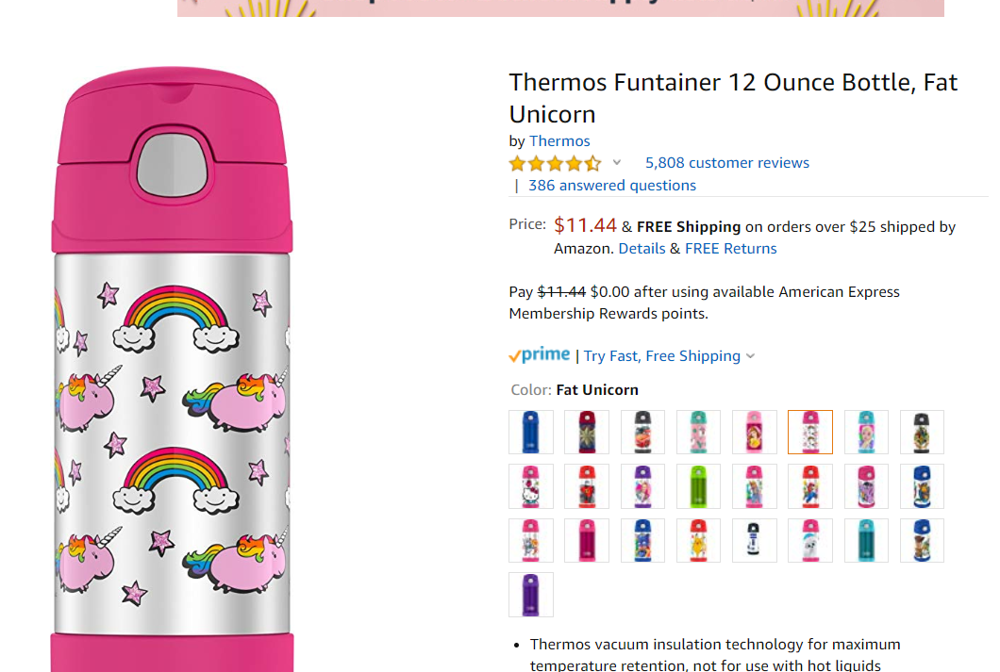 Thermos Funtainer 12 Ounce Bottle, Fat
Unicorn
by Thermos
5,808 customer reviews
| 386 answered questions
Price: $11.44 & FREE Shipping on orders over $25 shipped by
Amazon. Details & FREE Returns
Pay $11.44 $0.00 after using available American Express
Membership Rewards points.
prime | Try Fast, Free Shipping
Color: Fat Unicorn
• Thermos vacuum insulation technology for maximum
temperature retention, not for use with hot liquids